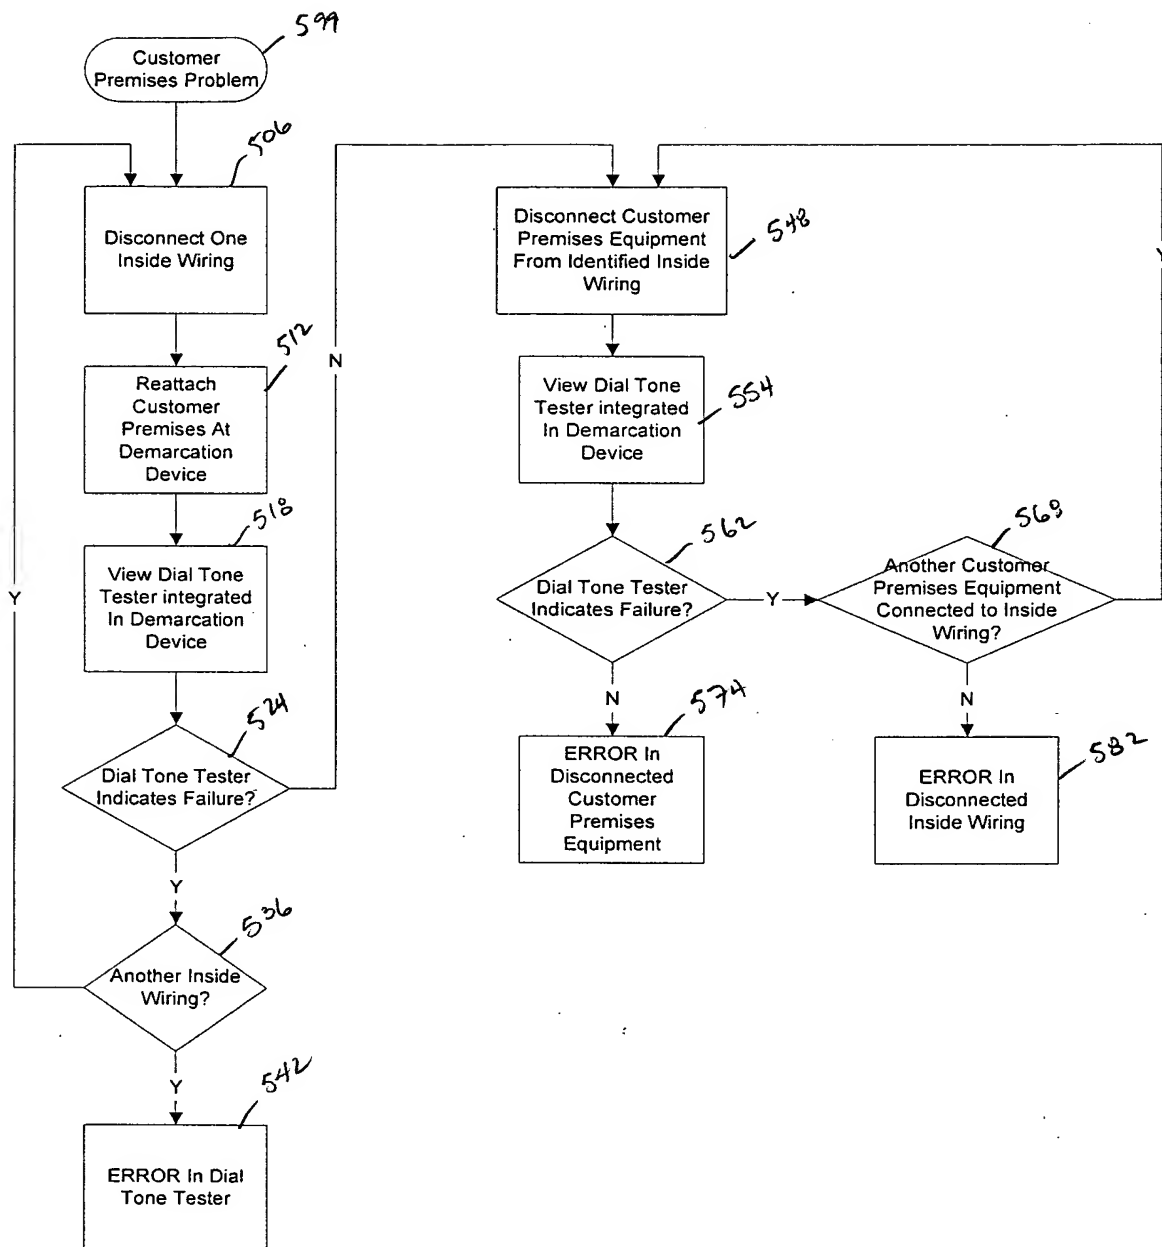 599
Customer
Premises Problem
506
Disconnect One
Inside Wiring
512
Reattach
Customer
Premises At
Demarcation
Device
518
View Dial Tone
Tester integrated
In Demarcation
Device
Y
524
Dial Tone Tester
Indicates Failure?
N
Y
536
Another Inside
Wiring?
Y
542
ERROR In Dial
Tone Tester
Disconnect Customer
Premises Equipment
From Identified Inside
Wiring
548
View Dial Tone
Tester integrated
In Demarcation
Device
554
Dial Tone Tester
Indicates Failure?
562
Y
Another Customer
Premises Equipment
Connected to Inside
Wiring?
568
Y
N
ERROR In
Disconnected
Customer
Premises
Equipment
574
N
ERROR In
Disconnected
Inside Wiring
582